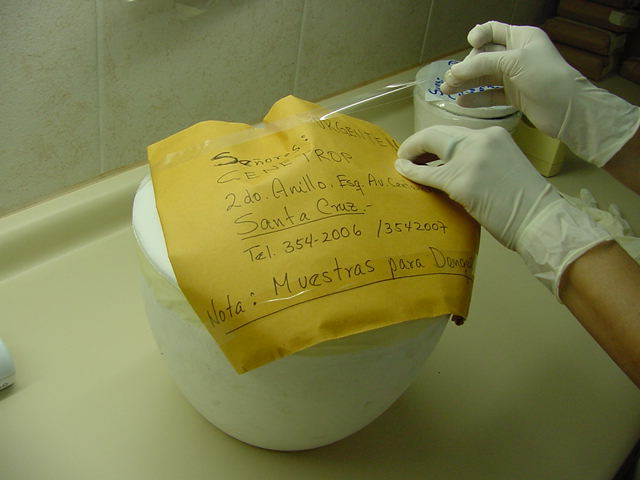 Señores: URGENTE
CENETROP
2do. Anillo. Esq. Av.
Santa Cruz.-
Tel. 354-2006 / 3542007
Nota: Muestras para